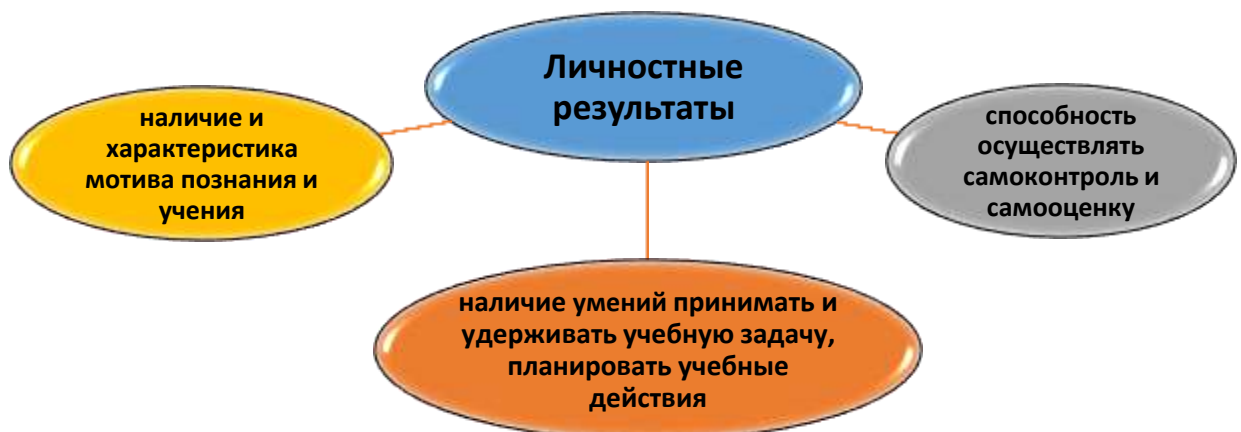 Личностные
результаты
наличие и
характеристика
мотива познания и
учения
способность
осуществлять
самоконтроль и
самооценку
наличие умений принимать и
удерживать учебную задачу,
планировать учебные
действия